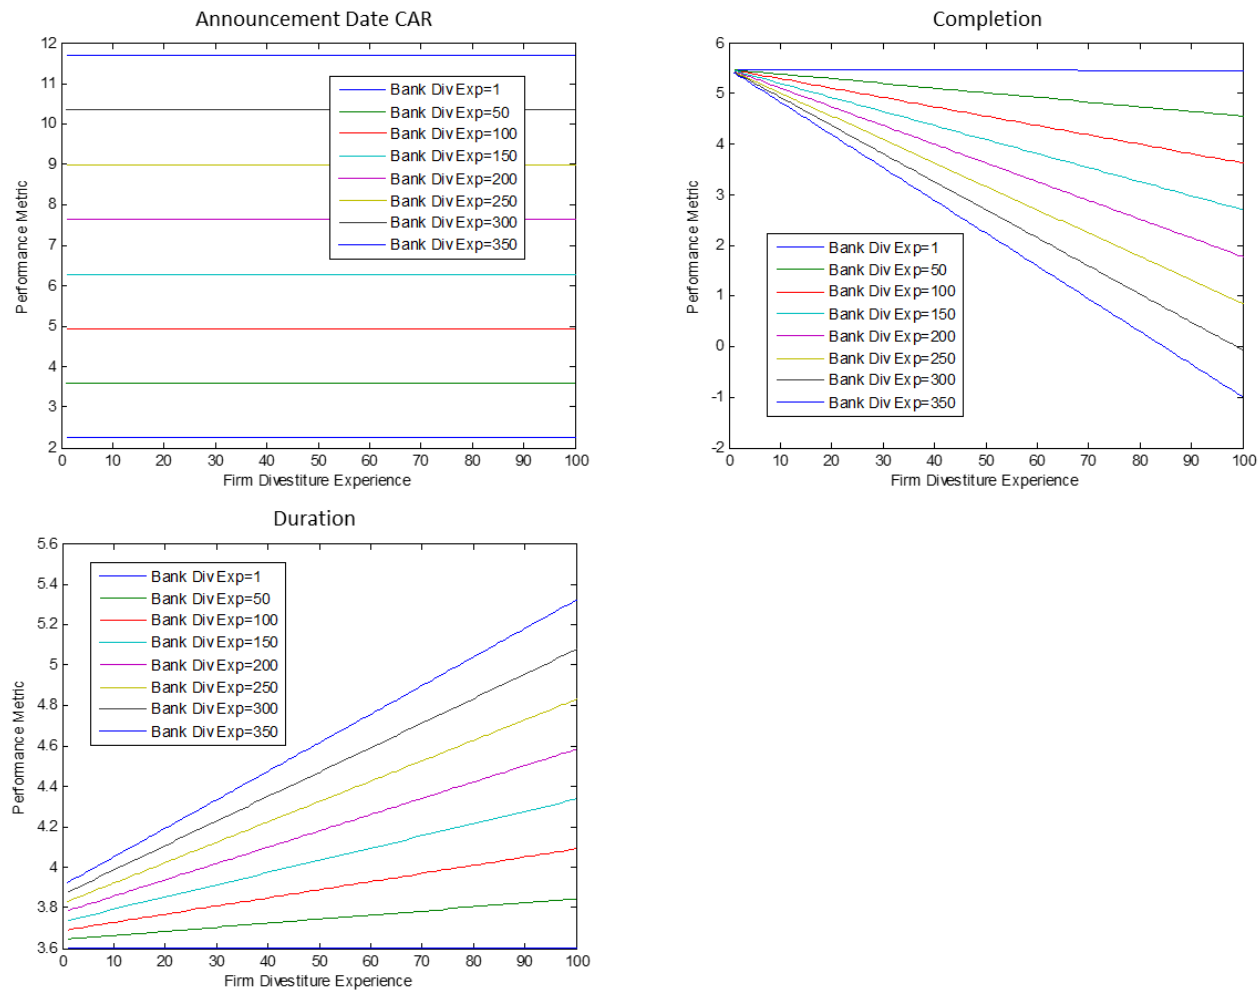 Announcement Date CAR
12
11
10
9
8
7
6
5
4
3
2
Performance Metric
Bank Div Exp=1
Bank Div Exp=50
Bank Div Exp=100
Bank Div Exp=150
Bank Div Exp=200
Bank Div Exp=250
Bank Div Exp=300
Bank Div Exp=350
0 10 20 30 40 50 60 70 80 90 100
Firm Divestiture Experience
Completion
6
5
4
3
2
1
0
-1
-2
Performance Metric
Bank Div Exp=1
Bank Div Exp=50
Bank Div Exp=100
Bank Div Exp=150
Bank Div Exp=200
Bank Div Exp=250
Bank Div Exp=300
Bank Div Exp=350
0 10 20 30 40 50 60 70 80 90 100
Firm Divestiture Experience
Duration
5.6
5.4
5.2
5
4.8
4.6
4.4
4.2
4
3.8
3.6
Performance Metric
Bank Div Exp=1
Bank Div Exp=50
Bank Div Exp=100
Bank Div Exp=150
Bank Div Exp=200
Bank Div Exp=250
Bank Div Exp=300
Bank Div Exp=350
0 10 20 30 40 50 60 70 80 90 100
Firm Divestiture Experience